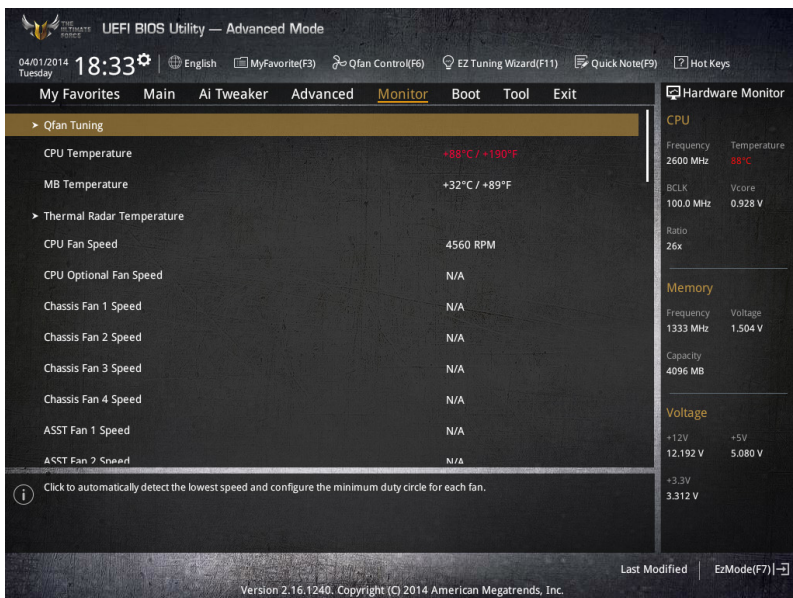 THE ULTIMATE FORCE
UEFI BIOS Utility — Advanced Mode
04/01/2014
Tuesday
18:33
English
MyFavorite(F3)
Qfan Control(F6)
EZ Tuning Wizard(F11)
Quick Note(F9)
? Hot Keys
My Favorites
Main
Ai Tweaker
Advanced
Monitor
Boot
Tool
Exit
> Qfan Tuning
CPU Temperature +88°C / +190°F
MB Temperature +32°C / +89°F
> Thermal Radar Temperature
CPU Fan Speed 4560 RPM
CPU Optional Fan Speed N/A
Chassis Fan 1 Speed N/A
Chassis Fan 2 Speed N/A
Chassis Fan 3 Speed N/A
Chassis Fan 4 Speed N/A
ASST Fan 1 Speed N/A
ASST Fan 2 Speed N/A
i
Click to automatically detect the lowest speed and configure the minimum duty circle for each fan.
Hardware Monitor
CPU
Frequency Temperature
2600 MHz 88°C
BCLK Vcore
100.0 MHz 0.928 V
Ratio
26x
Memory
Frequency Voltage
1333 MHz 1.504 V
Capacity
4096 MB
Voltage
+12V +5V
12.192 V 5.080 V
+3.3V
3.312 V
Last Modified
EzMode(F7)
Version 2.16.1240. Copyright (C) 2014 American Megatrends, Inc.